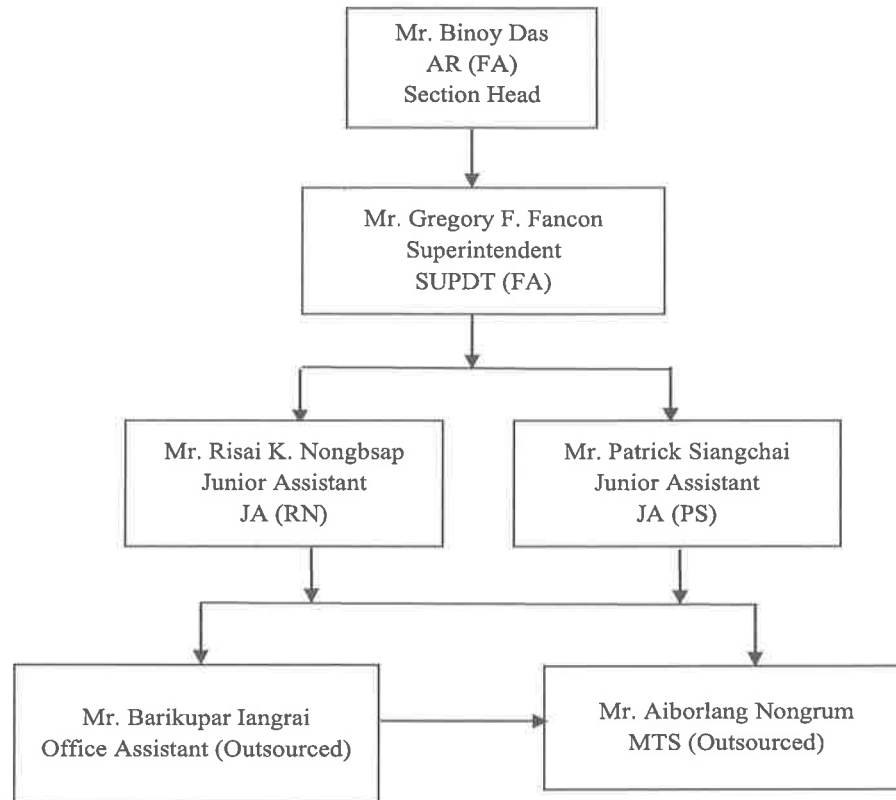 Mr. Binoy Das
AR (FA)
Section Head
Mr. Gregory F. Fancon
Superintendent
SUPDT (FA)
Mr. Risai K. Nongbsap
Junior Assistant
JA (RN)
Mr. Patrick Siangchai
Junior Assistant
JA (PS)
Mr. Barikupar Iangrai
Office Assistant (Outsourced)
Mr. Aiborlang Nongrum
MTS (Outsourced)